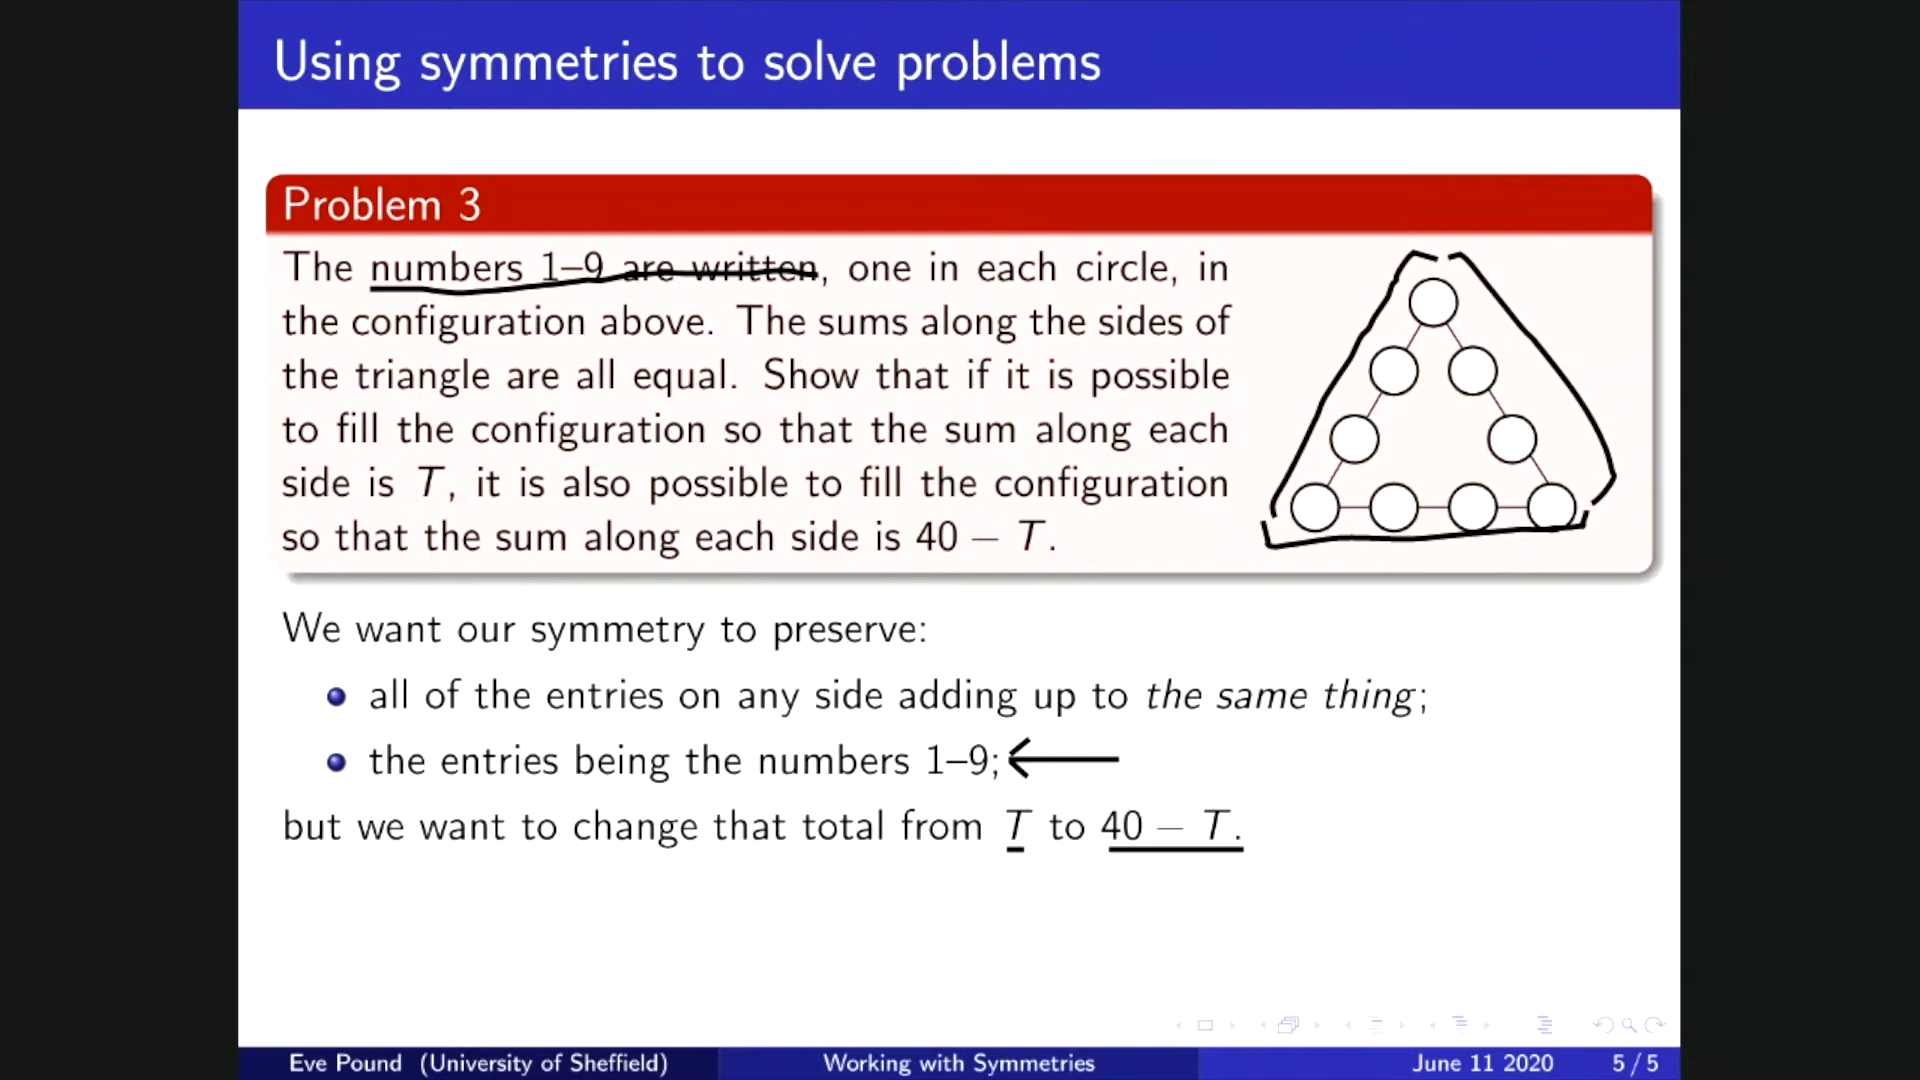 Using symmetries to solve problems
Problem 3
The numbers 1–9 are written, one in each circle, in
the configuration above. The sums along the sides of
the triangle are all equal. Show that if it is possible
to fill the configuration so that the sum along each
side is T, it is also possible to fill the configuration
so that the sum along each side is 40 − T.
We want our symmetry to preserve:
all of the entries on any side adding up to the same thing;
the entries being the numbers 1–9;
but we want to change that total from T to 40 − T.
Eve Pound (University of Sheffield) Working with Symmetries June 11 2020 5 / 5